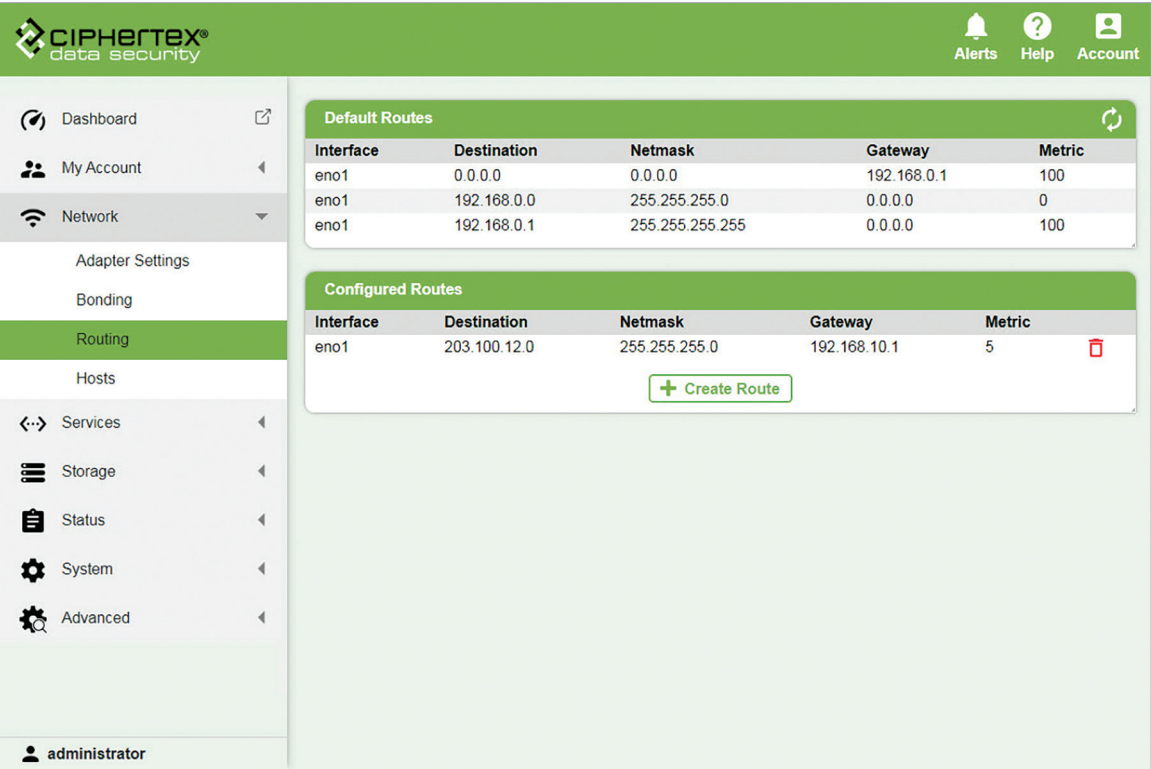 CIPHERTEX®
data security
Alerts Help Account
Dashboard
My Account
Network
Adapter Settings
Bonding
Routing
Hosts
Services
Storage
Status
System
Advanced
administrator
Default Routes
Interface Destination Netmask Gateway Metric
eno1 0.0.0.0 0.0.0.0 192.168.0.1 100
eno1 192.168.0.0 255.255.255.0 0.0.0.0 0
eno1 192.168.0.1 255.255.255.255 0.0.0.0 100
Configured Routes
Interface Destination Netmask Gateway Metric
eno1 203.100.12.0 255.255.255.0 192.168.10.1 5
Create Route